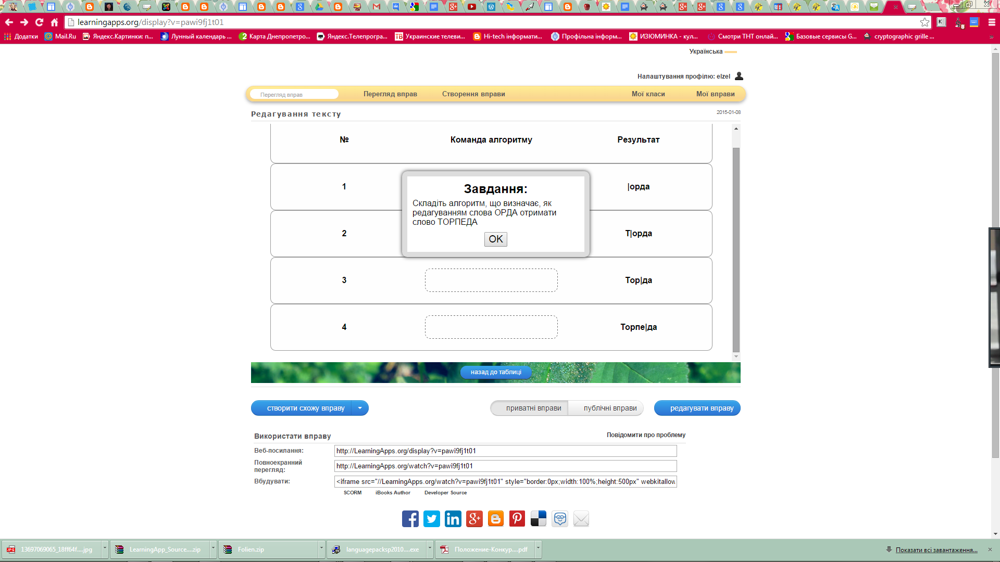 learningapps.org/display?v=pawi9fj1t01
Додатки
Mail.Ru
Яндекс.Картинки: п...
Лунный календарь ...
Карта Днепропетро...
Яндекс.Телепрогра...
Украинские телеви...
Hi-tech інформати...
Профільна інформ...
ИЗЮМИНКА - кул...
Смотри ТНТ онлай...
Базовые сервисы G...
cryptographic grille ...
Українська
Налаштування профілю: elzel
Перегляд вправ
Перегляд вправ
Створення вправи
Мої класи
Мої вправи
Редагування тексту
2015-01-08
№
Команда алгоритму
Результат
1
|орда
Завдання:
Складіть алгоритм, що визначає, як
редагуванням слова ОРДА отримати
слово ТОРПЕДА
OK
2
Т|орда
3
Тор|да
4
Торпе|да
назад до таблиці
створити схожу вправу
приватні вправи
публічні вправи
редагувати вправу
Використати вправу
Повідомити про проблему
Веб-посилання:
http://LearningApps.org/display?v=pawi9fj1t01
Повноекранний
перегляд:
http://LearningApps.org/watch?v=pawi9fj1t01
Вбудувати:
<iframe src="//LearningApps.org/watch?v=pawi9fj1t01" style="border:0px;width:100%;height:500px" webkitallow
SCORM
iBooks Author
Developer Source
13697069065_18ff64f....jpg
LearningApp_Source....zip
Folien.zip
languagepacksp2010....exe
Положение-Конкур....pdf
Показати всі завантаження...